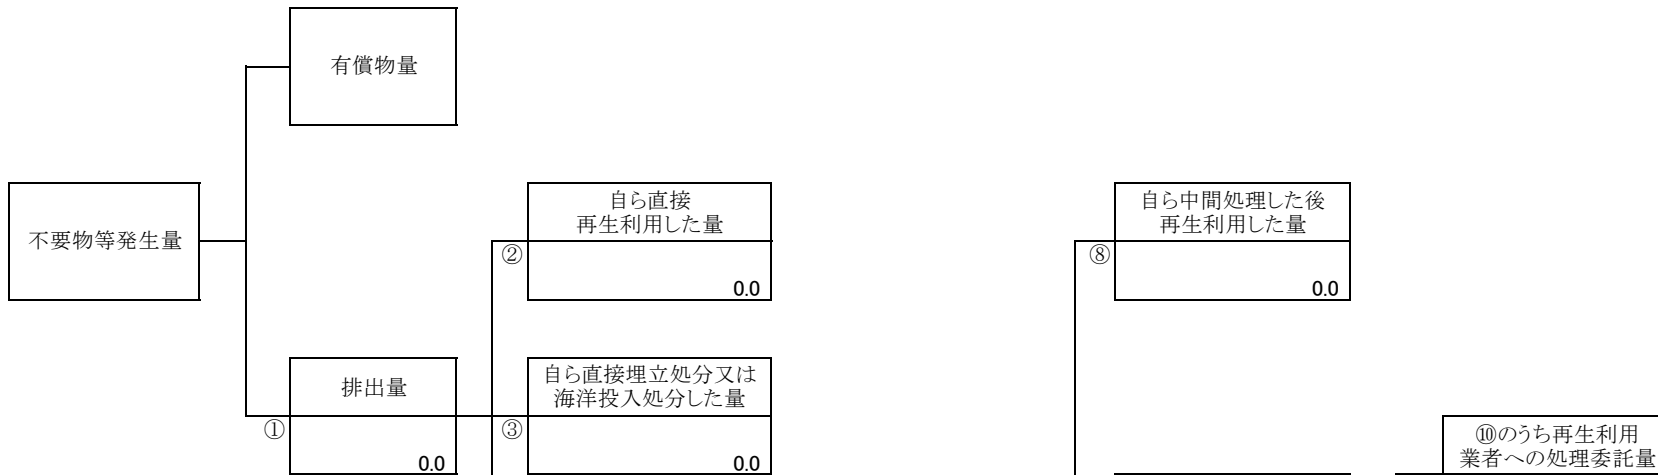 有償物量
不要物等発生量
自ら直接
再生利用した量
②
0.0
自ら中間処理した後
再生利用した量
⑧
0.0
排出量
①
0.0
自ら直接埋立処分又は
海洋投入処分した量
③
0.0
⑩のうち再生利用
業者への処理委託量